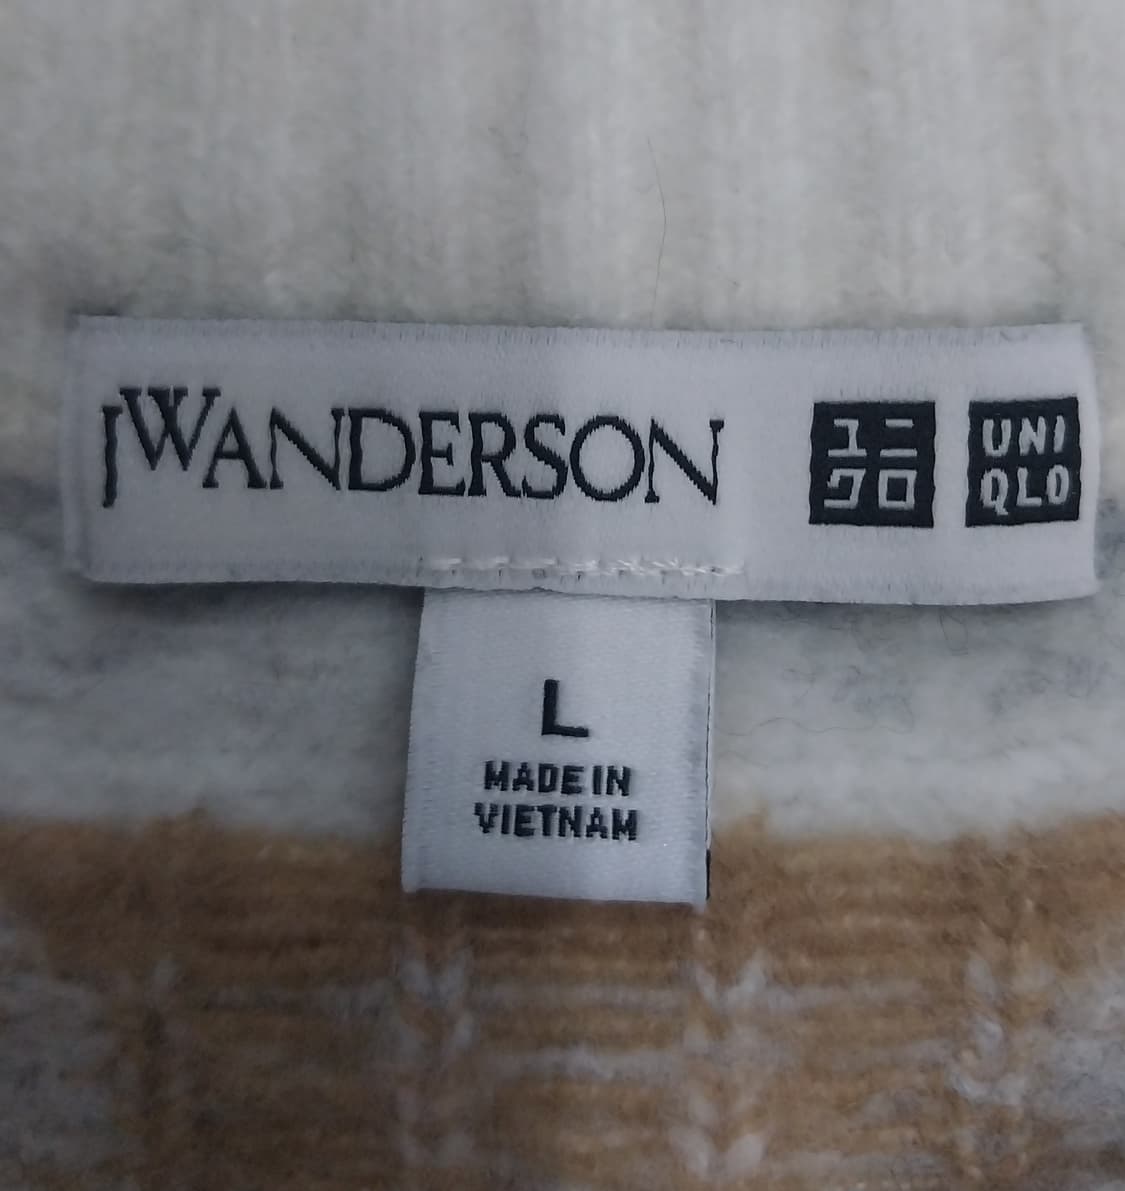 JWANDERSON
ユニ
クロ
UNI
QLO
L
MADE IN
VIETNAM